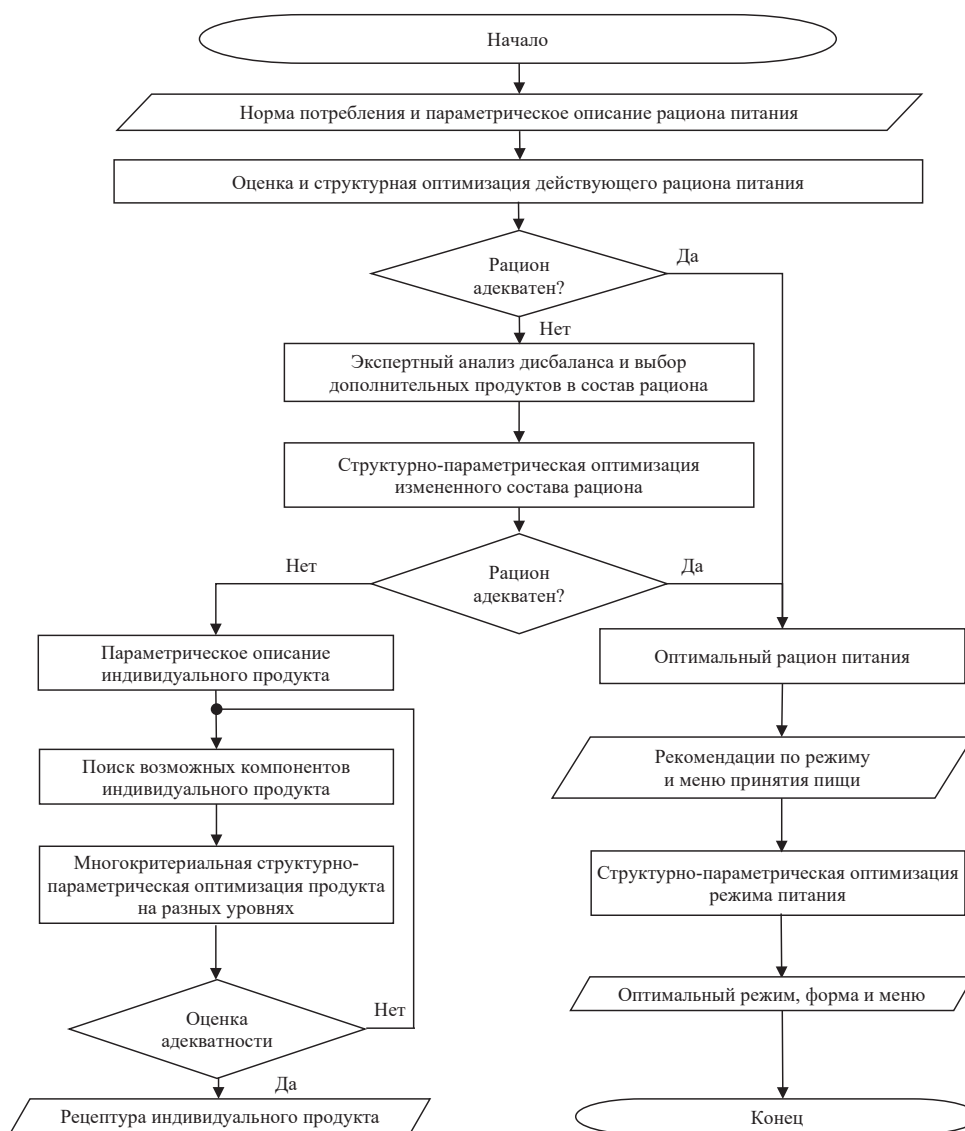 Начало
Норма потребления и параметрическое описание рациона питания
Оценка и структурная оптимизация действующего рациона питания
Рацион
адекватен?
Да
Нет
Экспертный анализ дисбаланса и выбор
дополнительных продуктов в состав рациона
Структурно-параметрическая оптимизация
измененного состава рациона
Нет
Рацион
адекватен?
Да
Параметрическое описание
индивидуального продукта
Оптимальный рацион питания
Поиск возможных компонентов
индивидуального продукта
Рекомендации по режиму
и меню принятия пищи
Многокритериальная структурно-
параметрическая оптимизация продукта
на разных уровнях
Структурно-параметрическая оптимизация
режима питания
Оценка
адекватности
Нет
Да
Оптимальный режим, форма и меню
Рецептура индивидуального продукта
Конец